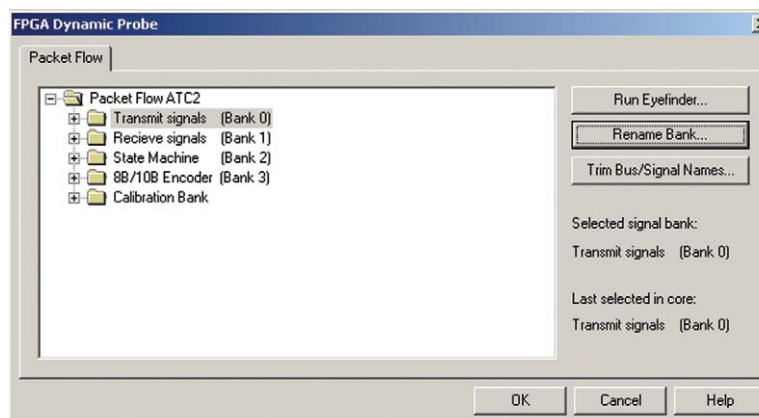 FPGA Dynamic Probe
Packet Flow
Packet Flow ATC2
Transmit signals (Bank 0)
Recieve signals (Bank 1)
State Machine (Bank 2)
8B/10B Encoder (Bank 3)
Calibration Bank
Run Eyefinder...
Rename Bank...
Trim Bus/Signal Names...
Selected signal bank:
Transmit signals (Bank 0)
Last selected in core:
Transmit signals (Bank 0)
OK
Cancel
Help